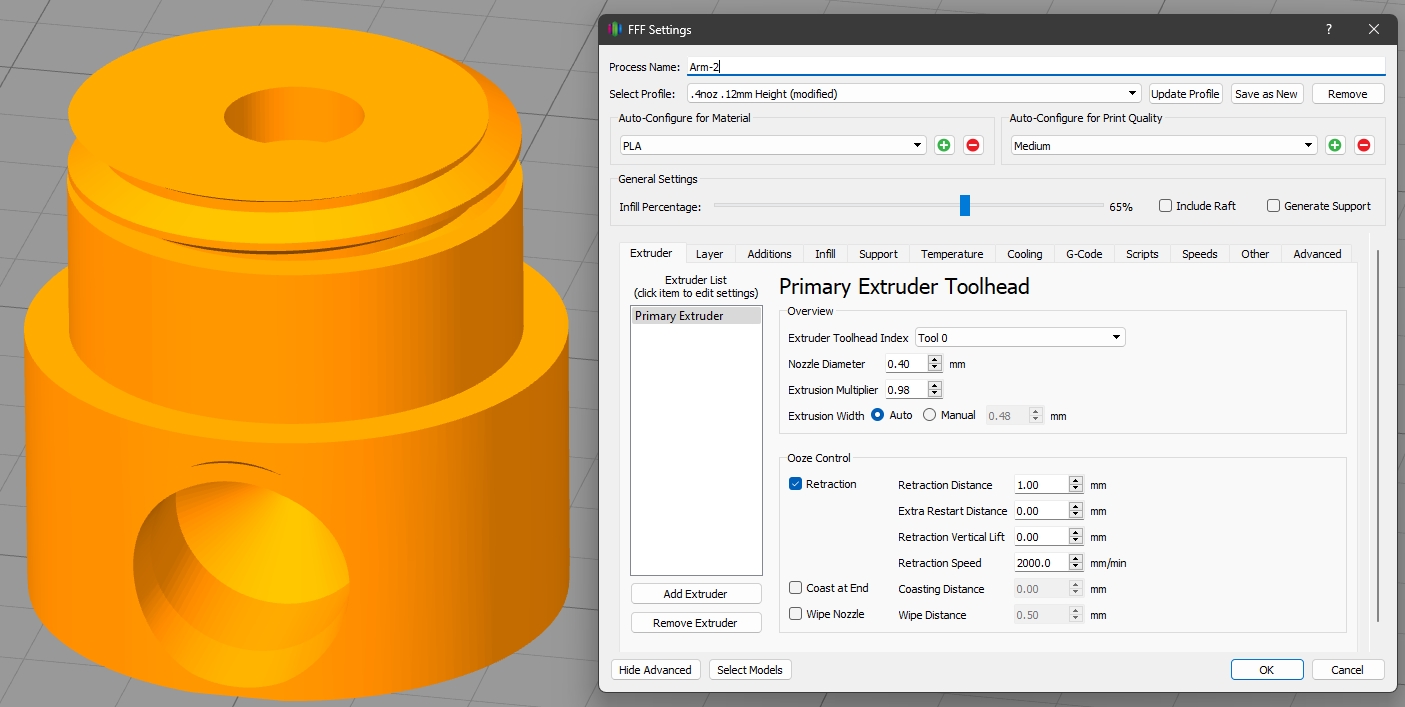 FFF Settings ?
Process Name: Arm-2
Select Profile: .4noz .12mm Height (modified) Update Profile Save as New Remove
Auto-Configure for Material Auto-Configure for Print Quality
PLA Medium
General Settings
Infill Percentage: 65% Include Raft Generate Support
Extruder Layer Additions Infill Support Temperature Cooling G-Code Scripts Speeds Other Advanced
Extruder List
(click item to edit settings)
Primary Extruder
Add Extruder
Remove Extruder
Primary Extruder Toolhead
Overview
Extruder Toolhead Index Tool 0
Nozzle Diameter 0.40 mm
Extrusion Multiplier 0.98
Extrusion Width Auto Manual 0.48 mm
Ooze Control
Retraction Retraction Distance 1.00 mm
Extra Restart Distance 0.00 mm
Retraction Vertical Lift 0.00 mm
Retraction Speed 2000.0 mm/min
Coast at End Coasting Distance 0.00 mm
Wipe Nozzle Wipe Distance 0.50 mm
Hide Advanced Select Models OK Cancel